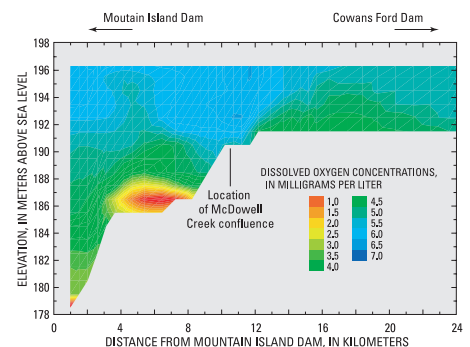 Moutain Island Dam
Cowans Ford Dam
198
196
194
192
190
188
186
184
182
180
178
ELEVATION, IN METERS ABOVE SEA LEVEL
Location
of McDowell
Creek confluence
DISSOLVED OXYGEN CONCENTRATIONS,
IN MILLIGRAMS PER LITER
1.0 4.5
1.5 5.0
2.0 5.5
2.5 6.0
3.0 6.5
3.5 7.0
4.0
0 4 8 12 16 20 24
DISTANCE FROM MOUNTAIN ISLAND DAM, IN KILOMETERS